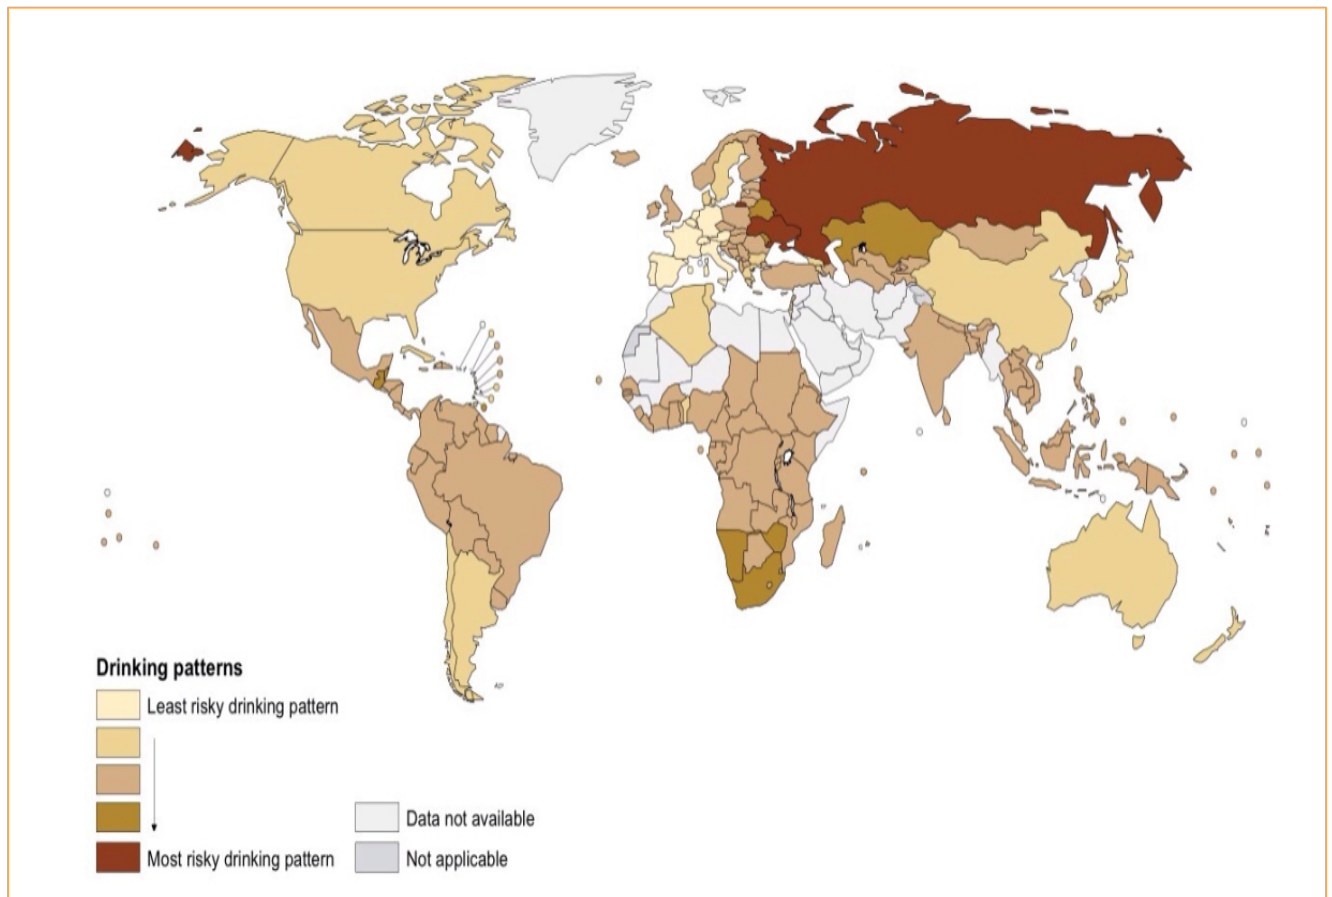 Drinking patterns
Least risky drinking pattern
Most risky drinking pattern
Data not available
Not applicable